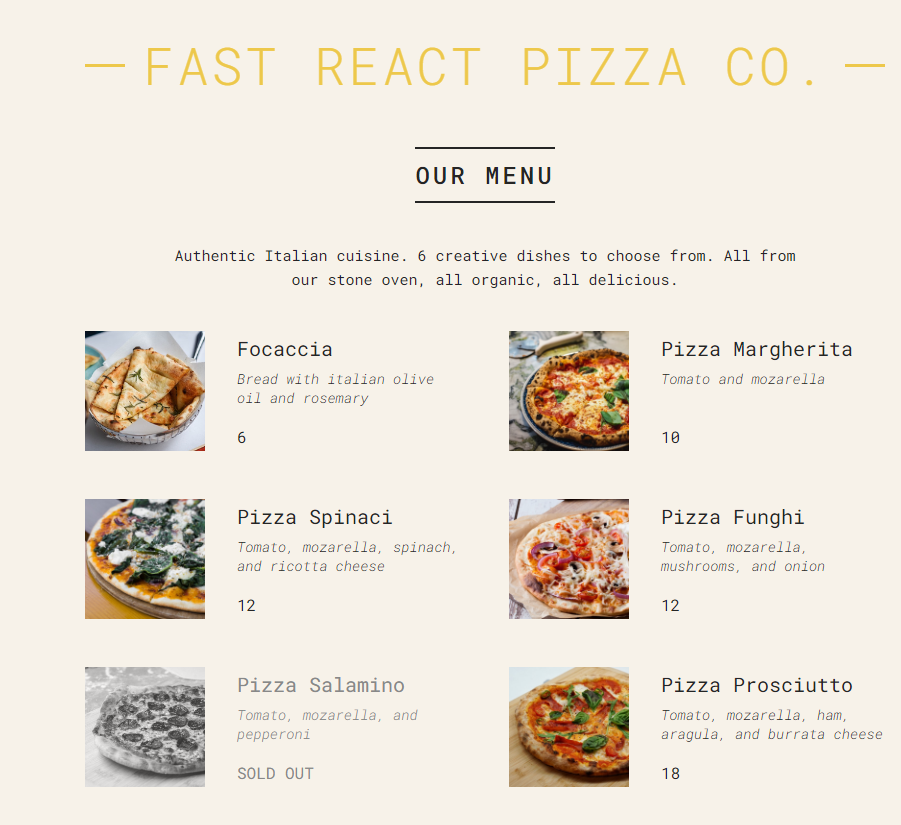 FAST REACT PIZZA CO.
OUR MENU
Authentic Italian cuisine. 6 creative dishes to choose from. All from
our stone oven, all organic, all delicious.
Focaccia
Bread with italian olive
oil and rosemary
6
Pizza Margherita
Tomato and mozarella
10
Pizza Spinaci
Tomato, mozarella, spinach,
and ricotta cheese
12
Pizza Funghi
Tomato, mozarella,
mushrooms, and onion
12
Pizza Salamino
Tomato, mozarella, and
pepperoni
SOLD OUT
Pizza Prosciutto
Tomato, mozarella, ham,
aragula, and burrata cheese
18